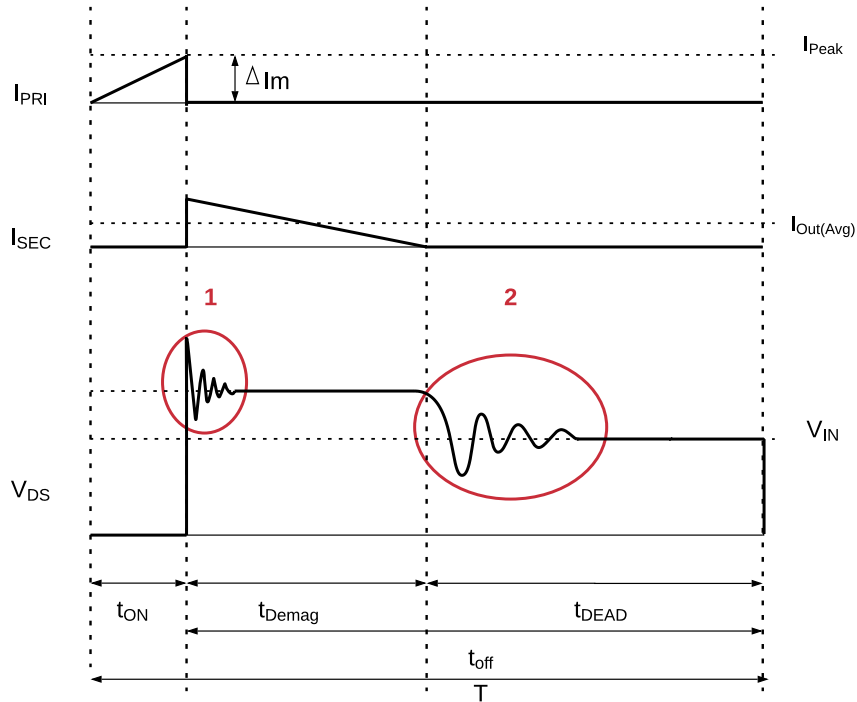 I_Peak
ΔIm
I_PRI
I_Out(Avg)
I_SEC
1 2
V_IN
V_DS
t_ON t_Demag t_DEAD
t_off
T